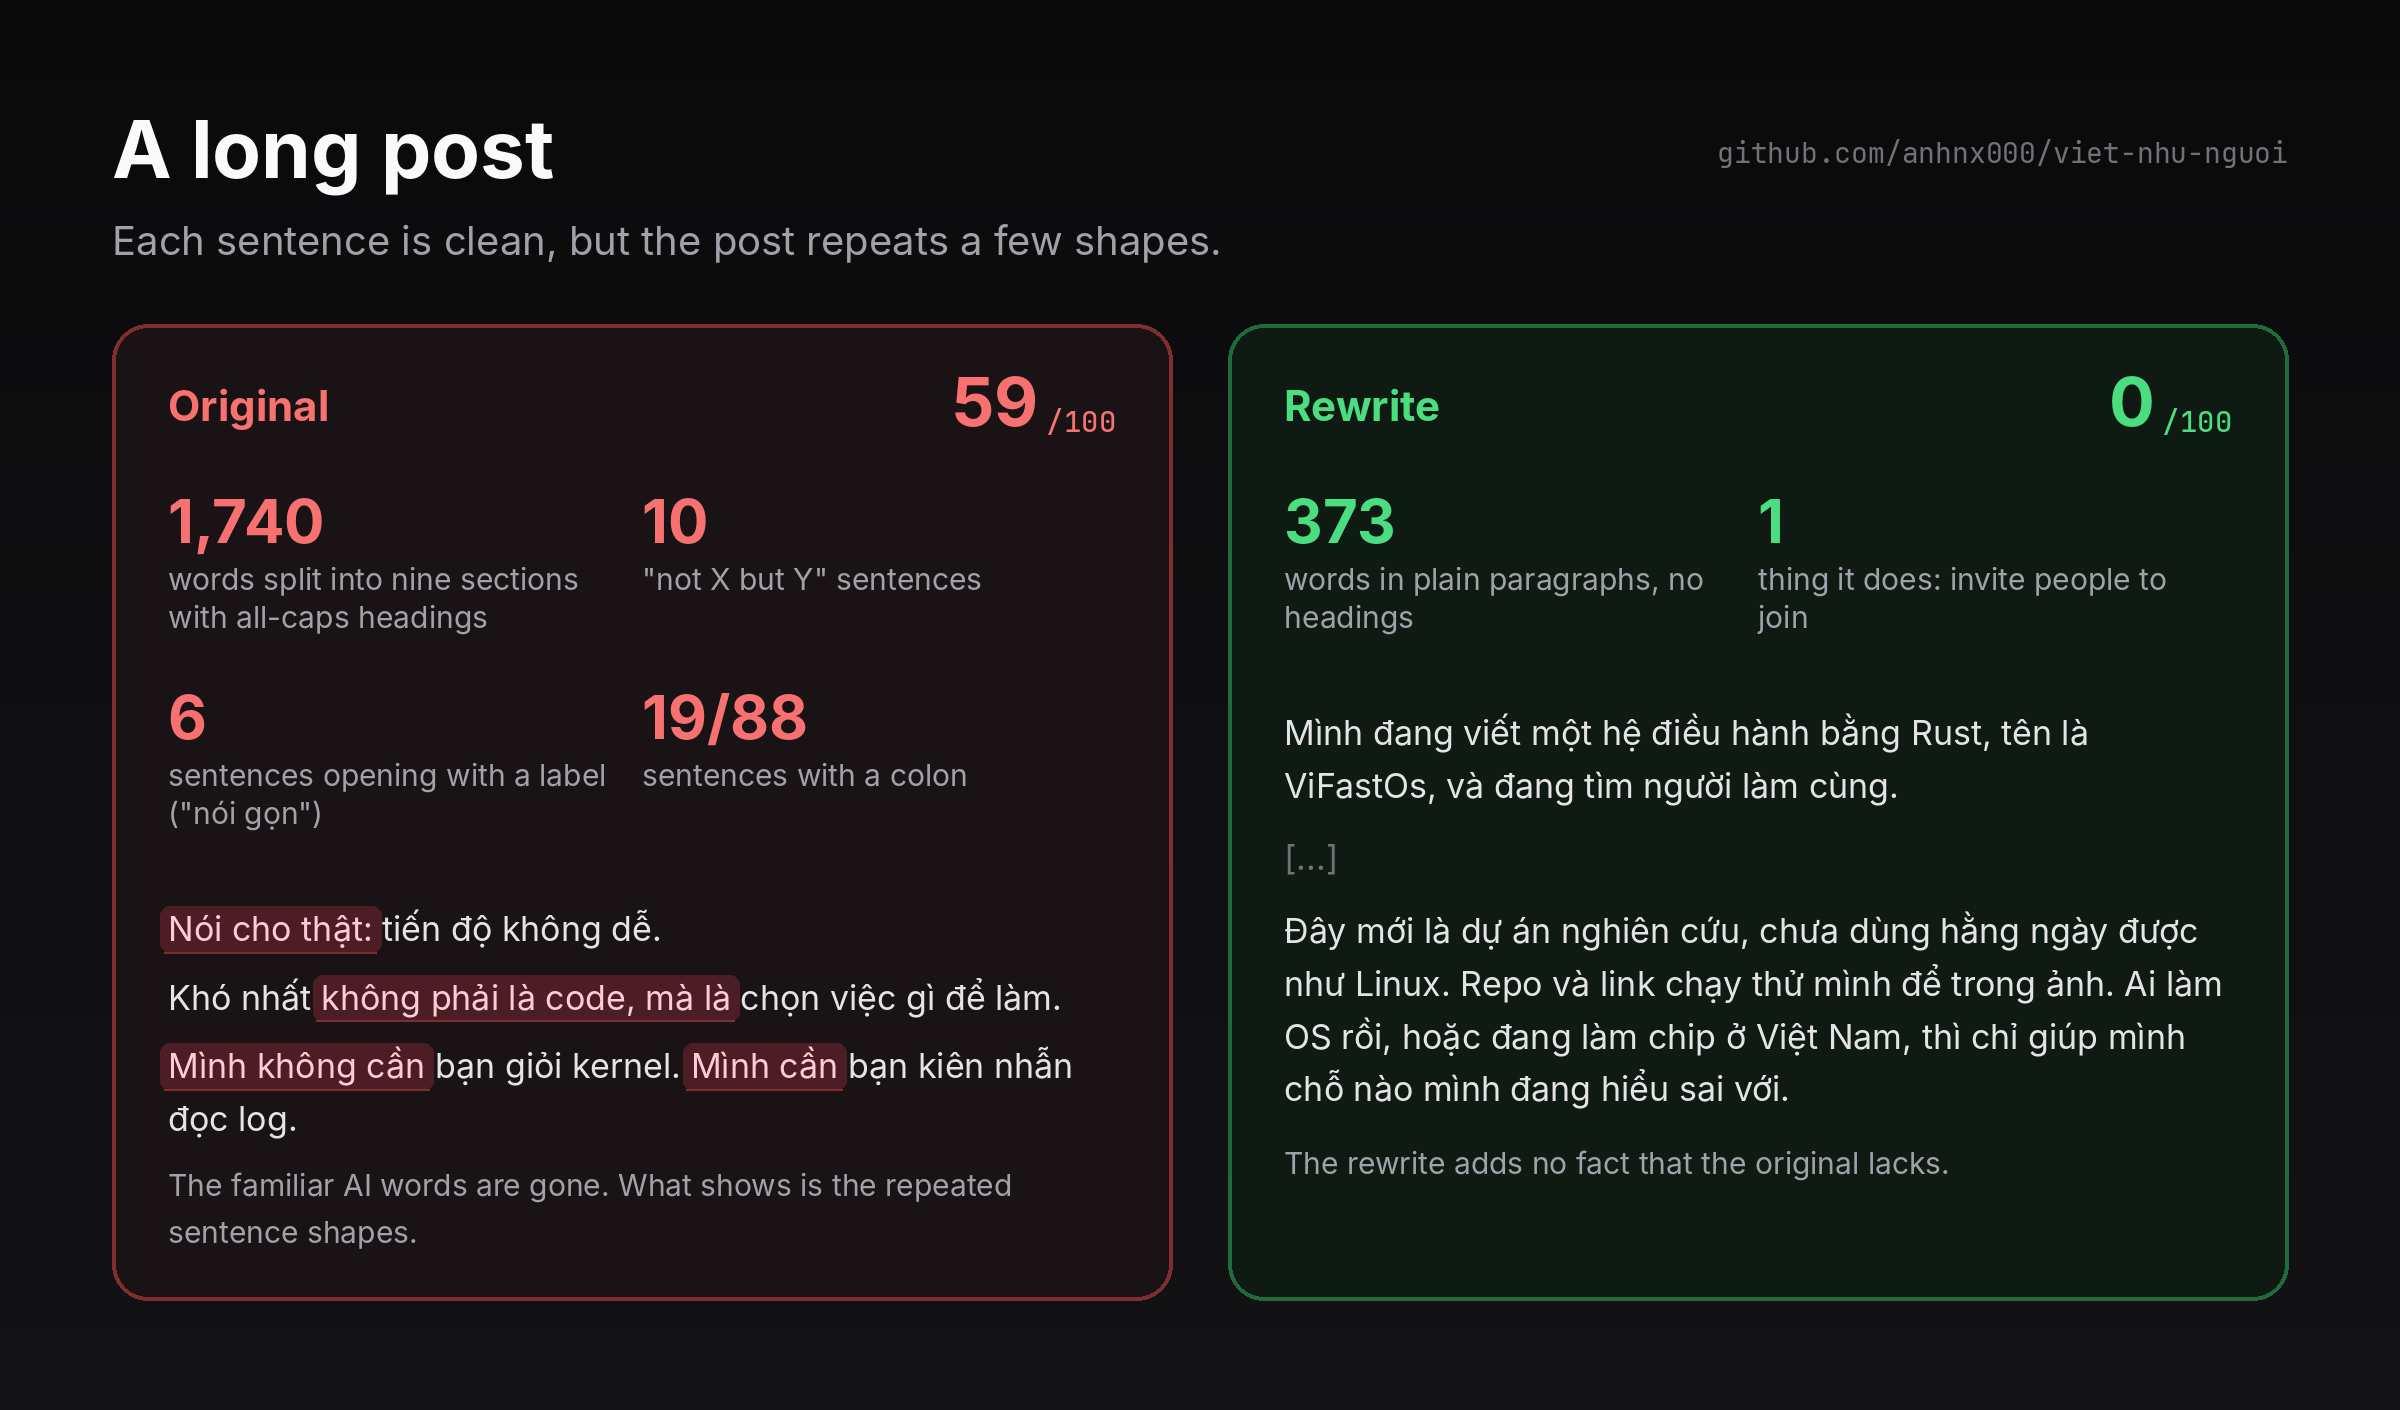 A long post
github.com/anhnx000/viet-nhu-nguoi
Each sentence is clean, but the post repeats a few shapes.
Original
59 /100
1,740
words split into nine sections
with all-caps headings
10
"not X but Y" sentences
6
sentences opening with a label
("nói gọn")
19/88
sentences with a colon
Nói cho thật: tiến độ không dễ.
Khó nhất không phải là code, mà là chọn việc gì để làm.
Mình không cần bạn giỏi kernel. Mình cần bạn kiên nhẫn
đọc log.
The familiar AI words are gone. What shows is the repeated
sentence shapes.
Rewrite
0 /100
373
words in plain paragraphs, no
headings
1
thing it does: invite people to
join
Mình đang viết một hệ điều hành bằng Rust, tên là
ViFastOs, và đang tìm người làm cùng.
[...]
Đây mới là dự án nghiên cứu, chưa dùng hằng ngày được
như Linux. Repo và link chạy thử mình để trong ảnh. Ai làm
OS rồi, hoặc đang làm chip ở Việt Nam, thì chỉ giúp mình
chỗ nào mình đang hiểu sai với.
The rewrite adds no fact that the original lacks.